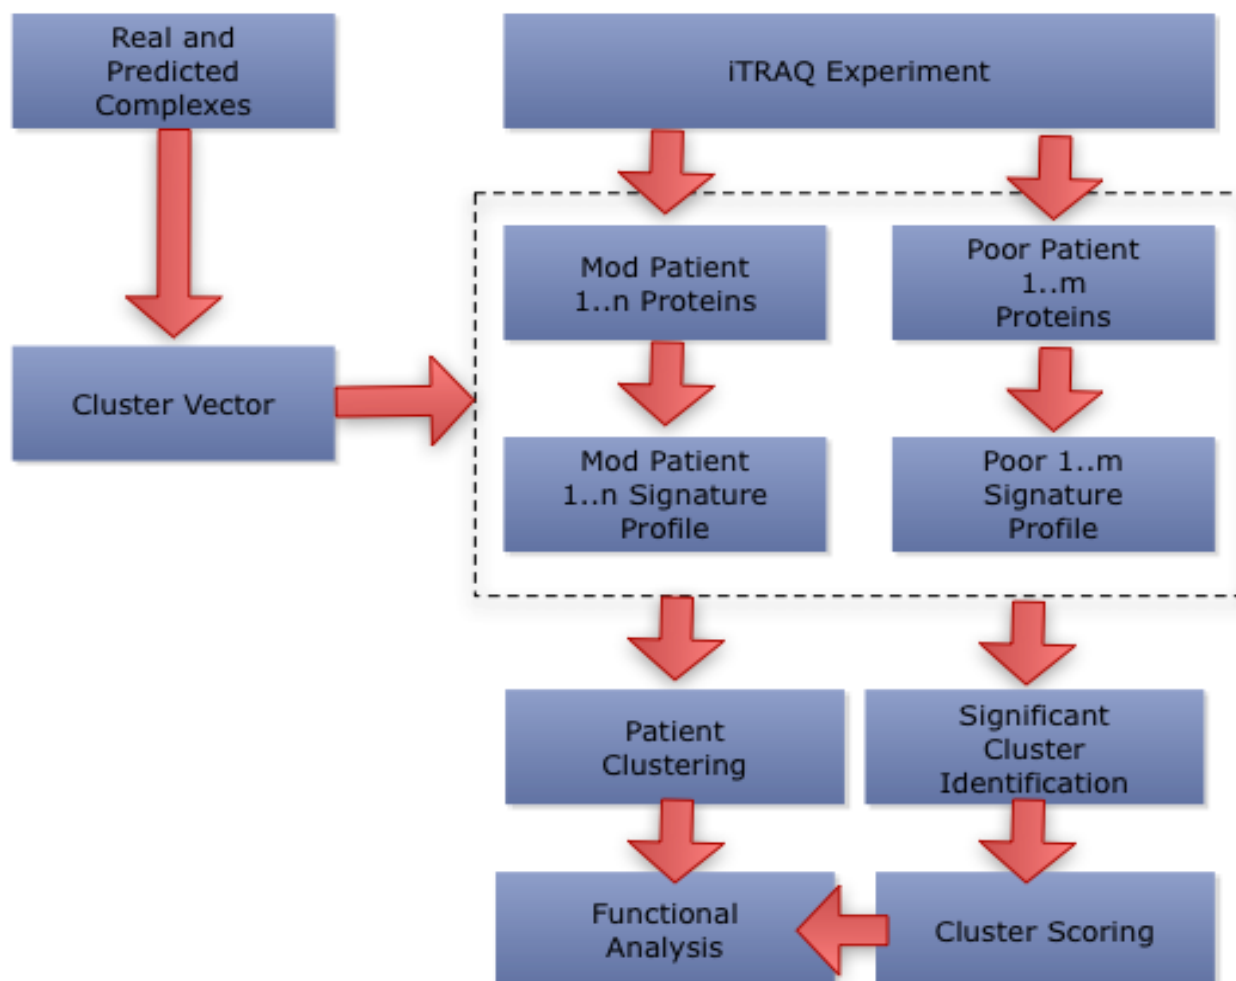 Real and
Predicted
Complexes
iTRAQ Experiment
Mod Patient
1..n Proteins
Poor Patient
1..m
Proteins
Cluster Vector
Mod Patient
1..n Signature
Profile
Poor 1..m
Signature
Profile
Patient
Clustering
Significant
Cluster
Identification
Functional
Analysis
Cluster Scoring